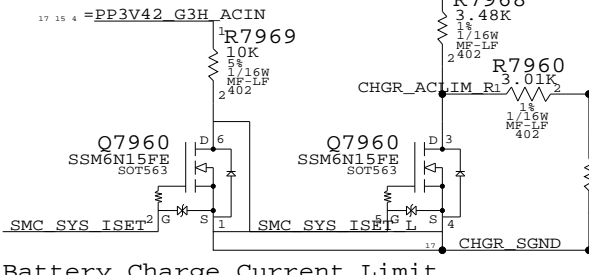 17 15 4 =PP3V42_G3H_ACIN
R7968
3.48K
1%
1/16W
MF-LF
2 402
1 R7969
10K
5%
1/16W
MF-LF
2 402
R7960
3.01K
CHGR_ACLIM_R 1 2
1%
1/16W
MF-LF
402
Q7960
SSM6N15FE
SOT563
D 6
Q7960
SSM6N15FE
SOT563
D 3
SMC_SYS_ISET 2 G S 1
SMC_SYS_ISET_L 5 G S 4
17 CHGR_SGND
Battery Charge Current Limit